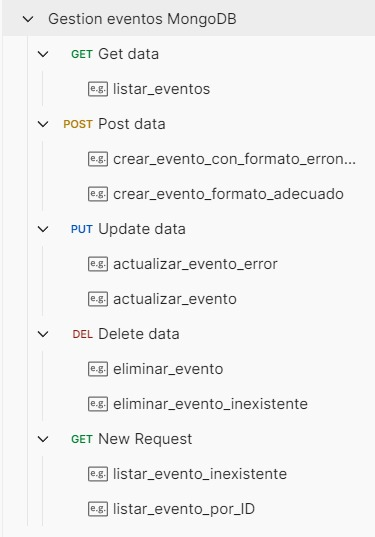 Gestion eventos MongoDB
GET Get data
e.g. listar_eventos
POST Post data
e.g. crear_evento_con_formato_erron...
e.g. crear_evento_formato_adecuado
PUT Update data
e.g. actualizar_evento_error
e.g. actualizar_evento
DEL Delete data
e.g. eliminar_evento
e.g. eliminar_evento_inexistente
GET New Request
e.g. listar_evento_inexistente
e.g. listar_evento_por_ID